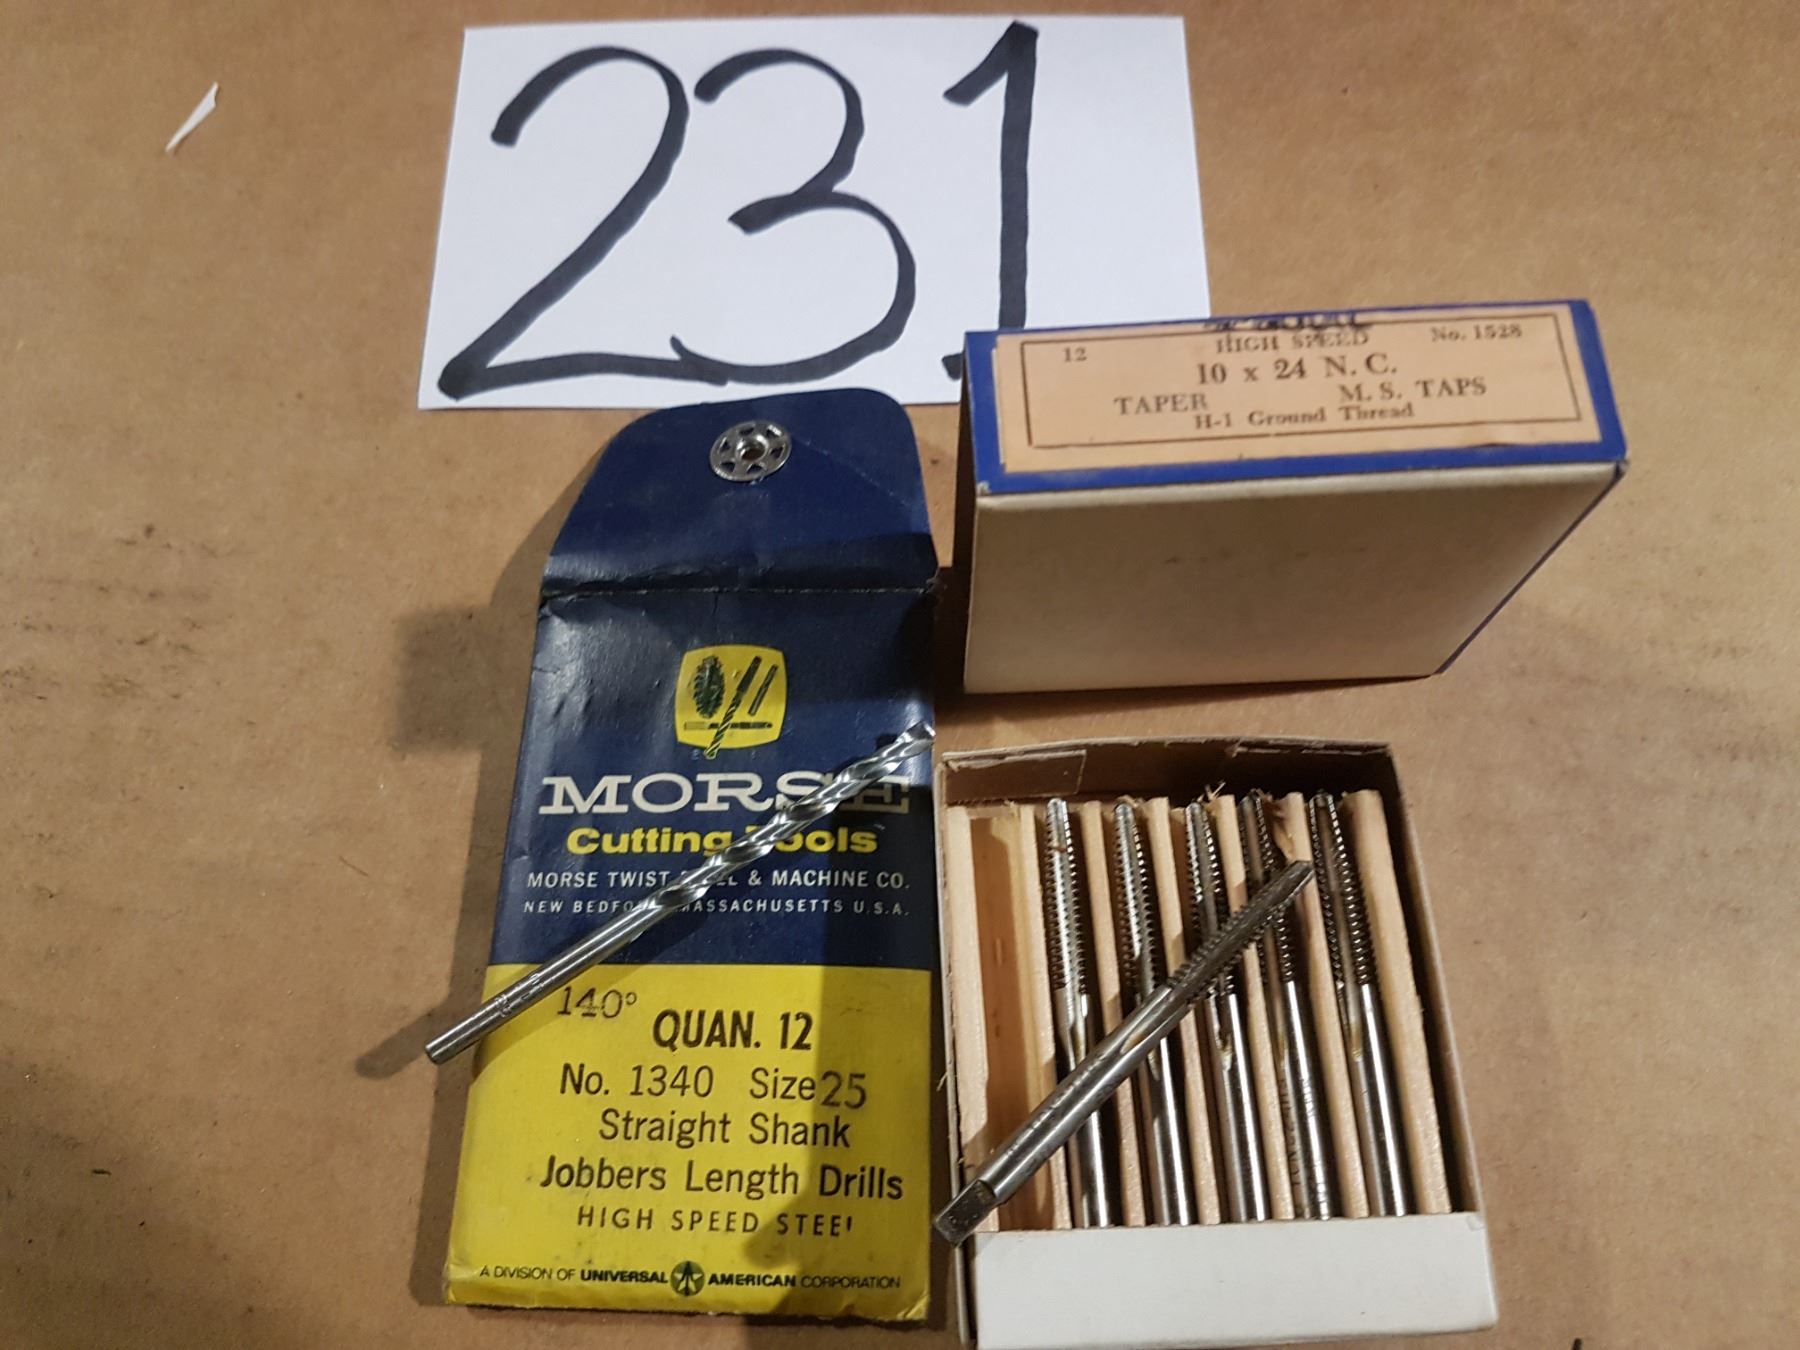 231
12 HIGH SPEED No. 1528
10 x 24 N. C.
TAPER M. S. TAPS
H-1 Ground Thread
MORSE
Cutting Tools
MORSE TWIST & MACHINE CO.
NEW BEDFORD MASSACHUSETTS U.S.A.
140°
QUAN. 12
No. 1340 Size 25
Straight Shank
Jobbers Length Drills
HIGH SPEED STEEL
A DIVISION OF UNIVERSAL AMERICAN CORPORATION